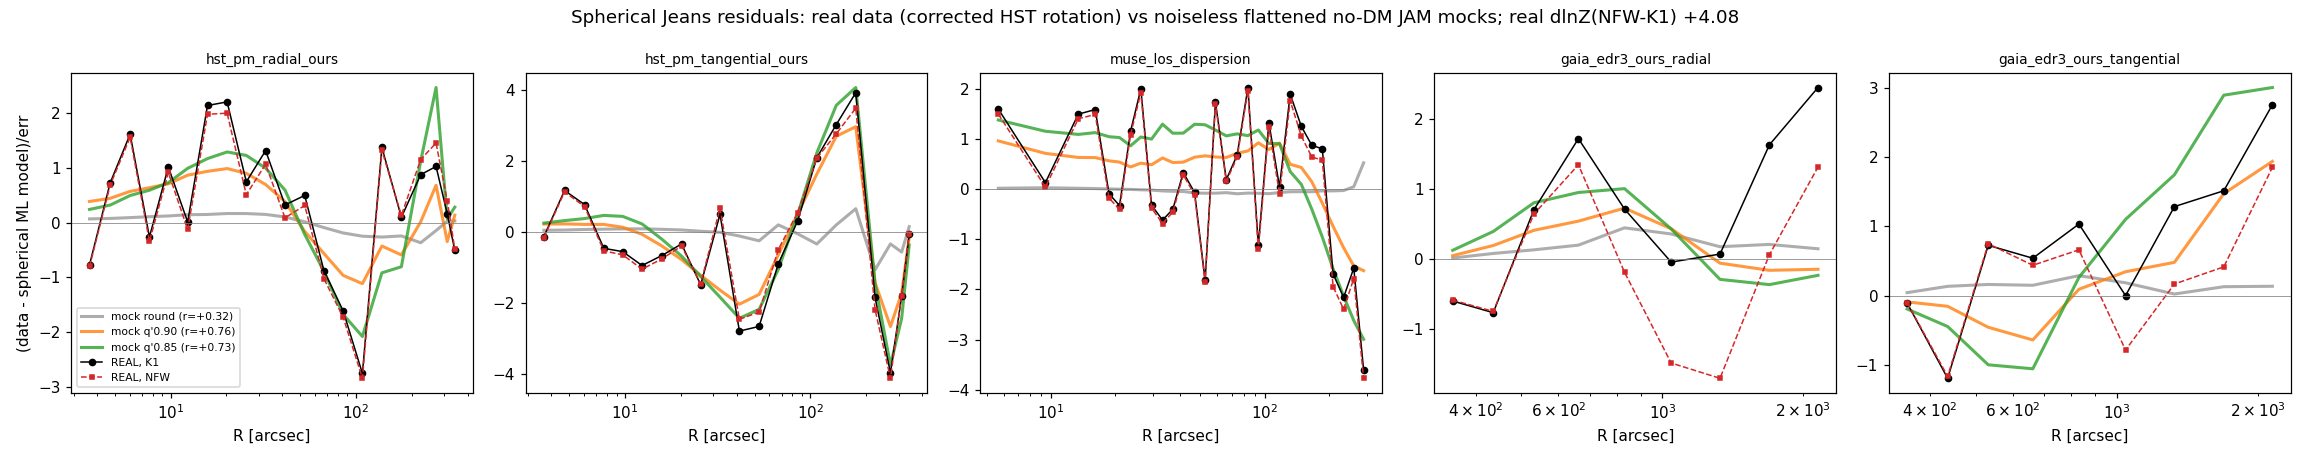 Spherical Jeans residuals: real data (corrected HST rotation) vs noiseless flattened no-DM JAM mocks; real dlnZ(NFW-K1) +4.08
hst_pm_radial_ours
hst_pm_tangential_ours
muse_los_dispersion
gaia_edr3_ours_radial
gaia_edr3_ours_tangential
(data - spherical ML model)/err
2
1
0
−1
−2
−3
mock round (r=+0.32)
mock q'0.90 (r=+0.76)
mock q'0.85 (r=+0.73)
REAL, K1
REAL, NFW
10¹
10²
R [arcsec]
4
2
0
−2
−4
10¹
10²
R [arcsec]
2
1
0
−1
−2
−3
−4
10¹
10²
R [arcsec]
2
1
0
−1
4 × 10²
6 × 10²
10³
2 × 10³
R [arcsec]
3
2
1
0
−1
4 × 10²
6 × 10²
10³
2 × 10³
R [arcsec]